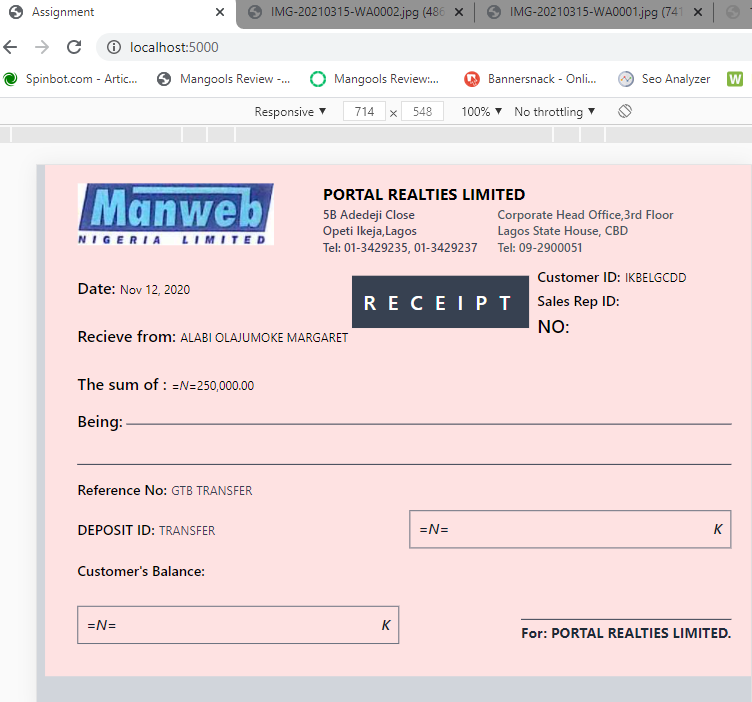 Assignment
IMG-20210315-WA0002.jpg (486
IMG-20210315-WA0001.jpg (741
localhost:5000
Spinbot.com - Artic...
Mangools Review -...
Mangools Review:...
Bannersnack - Onli...
Seo Analyzer
W
Responsive ▼ 714 x 548 100% ▼ No throttling ▼
Manweb
NIGERIA LIMITED
PORTAL REALTIES LIMITED
5B Adedeji Close
Opeti Ikeja,Lagos
Tel: 01-3429235, 01-3429237
Corporate Head Office,3rd Floor
Lagos State House, CBD
Tel: 09-2900051
Date: Nov 12, 2020
RECEIPT
Customer ID: IKBELGCDD
Sales Rep ID:
NO:
Recieve from: ALABI OLAJUMOKE MARGARET
The sum of : =N=250,000.00
Being:
Reference No: GTB TRANSFER
DEPOSIT ID: TRANSFER
=N= K
Customer's Balance:
=N= K
For: PORTAL REALTIES LIMITED.